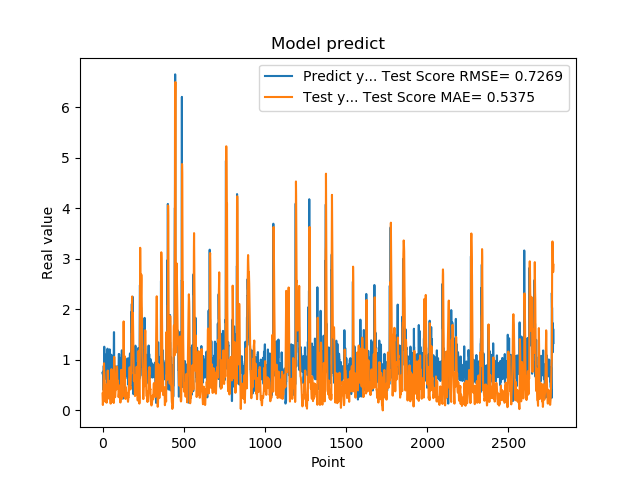 Model predict
Predict y... Test Score RMSE= 0.7269
Test y... Test Score MAE= 0.5375
Real value
6
5
4
3
2
1
0
0 500 1000 1500 2000 2500
Point